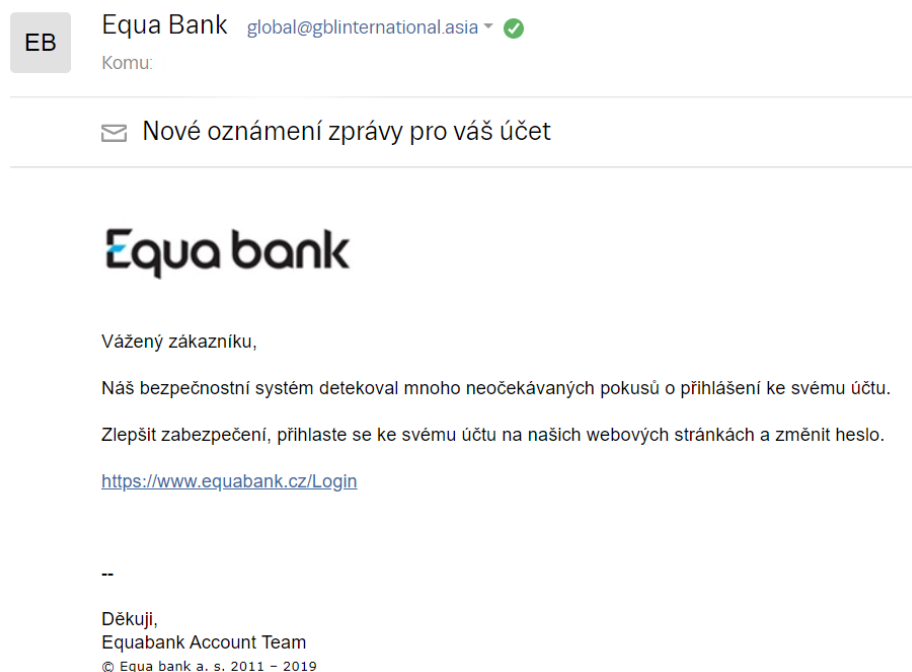 EB
Equa Bank global@gblinternational.asia
Komu:
Nové oznámení zprávy pro váš účet
Equa bank
Vážený zákazníku,
Náš bezpečnostní systém detekoval mnoho neočekávaných pokusů o přihlášení ke svému účtu.
Zlepšit zabezpečení, přihlaste se ke svému účtu na našich webových stránkách a změnit heslo.
https://www.equabank.cz/Login
--
Děkuji,
Equabank Account Team
© Equa bank a. s. 2011 – 2019